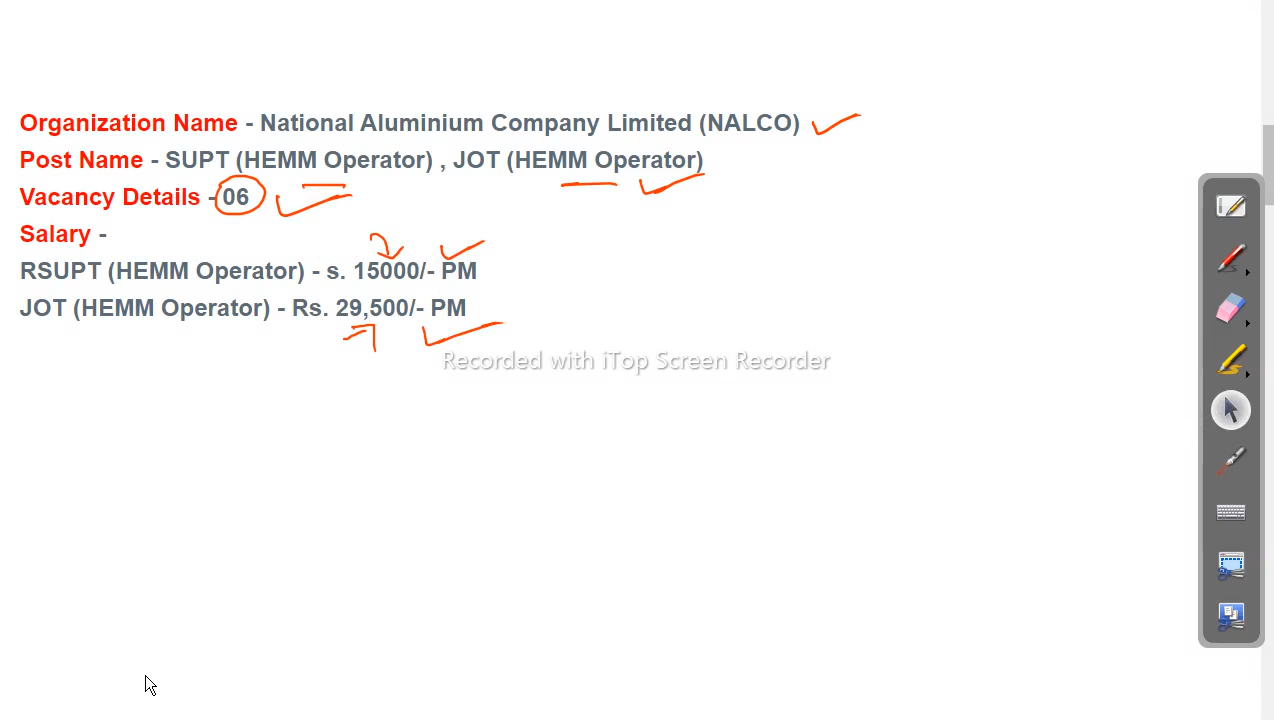 Organization Name - National Aluminium Company Limited (NALCO)
Post Name - SUPT (HEMM Operator) , JOT (HEMM Operator)
Vacancy Details - 06
Salary -
RSUPT (HEMM Operator) - s. 15000/- PM
JOT (HEMM Operator) - Rs. 29,500/- PM
Recorded with iTop Screen Recorder